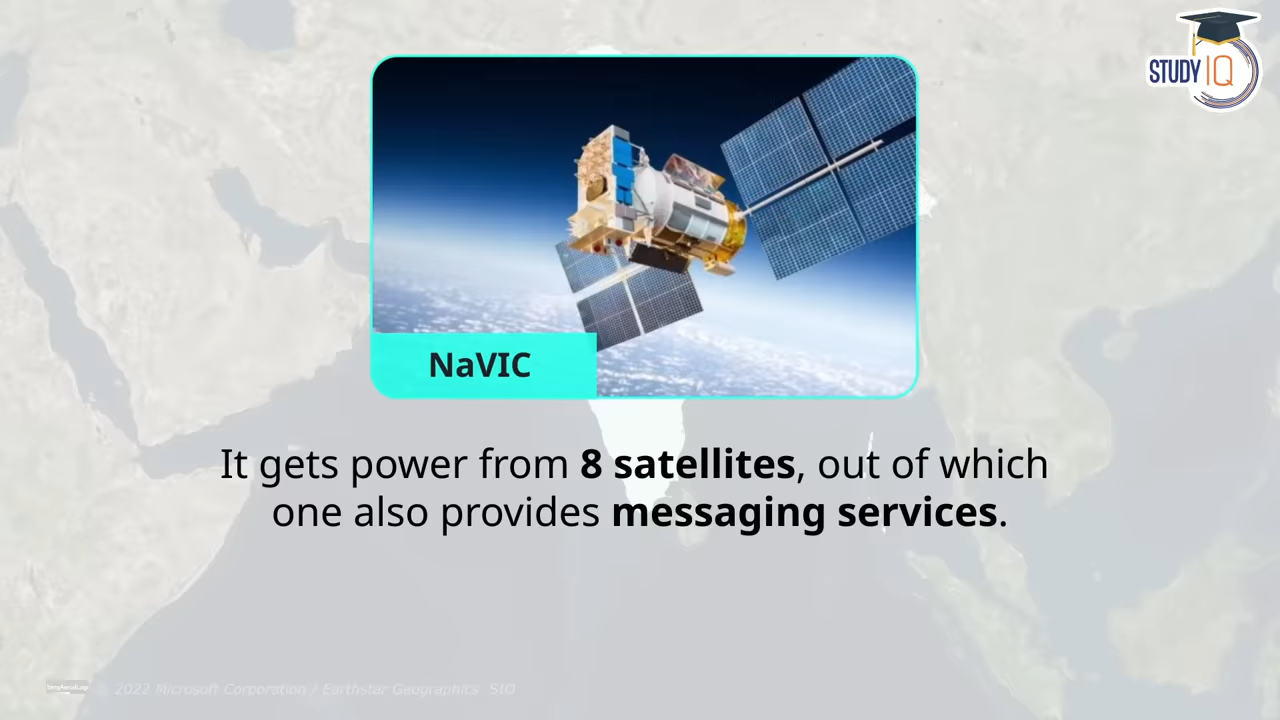 STUDY IQ
NaVIC
It gets power from 8 satellites, out of which
one also provides messaging services.
© 2022 Microsoft Corporation / Earthstar Geographics SIO